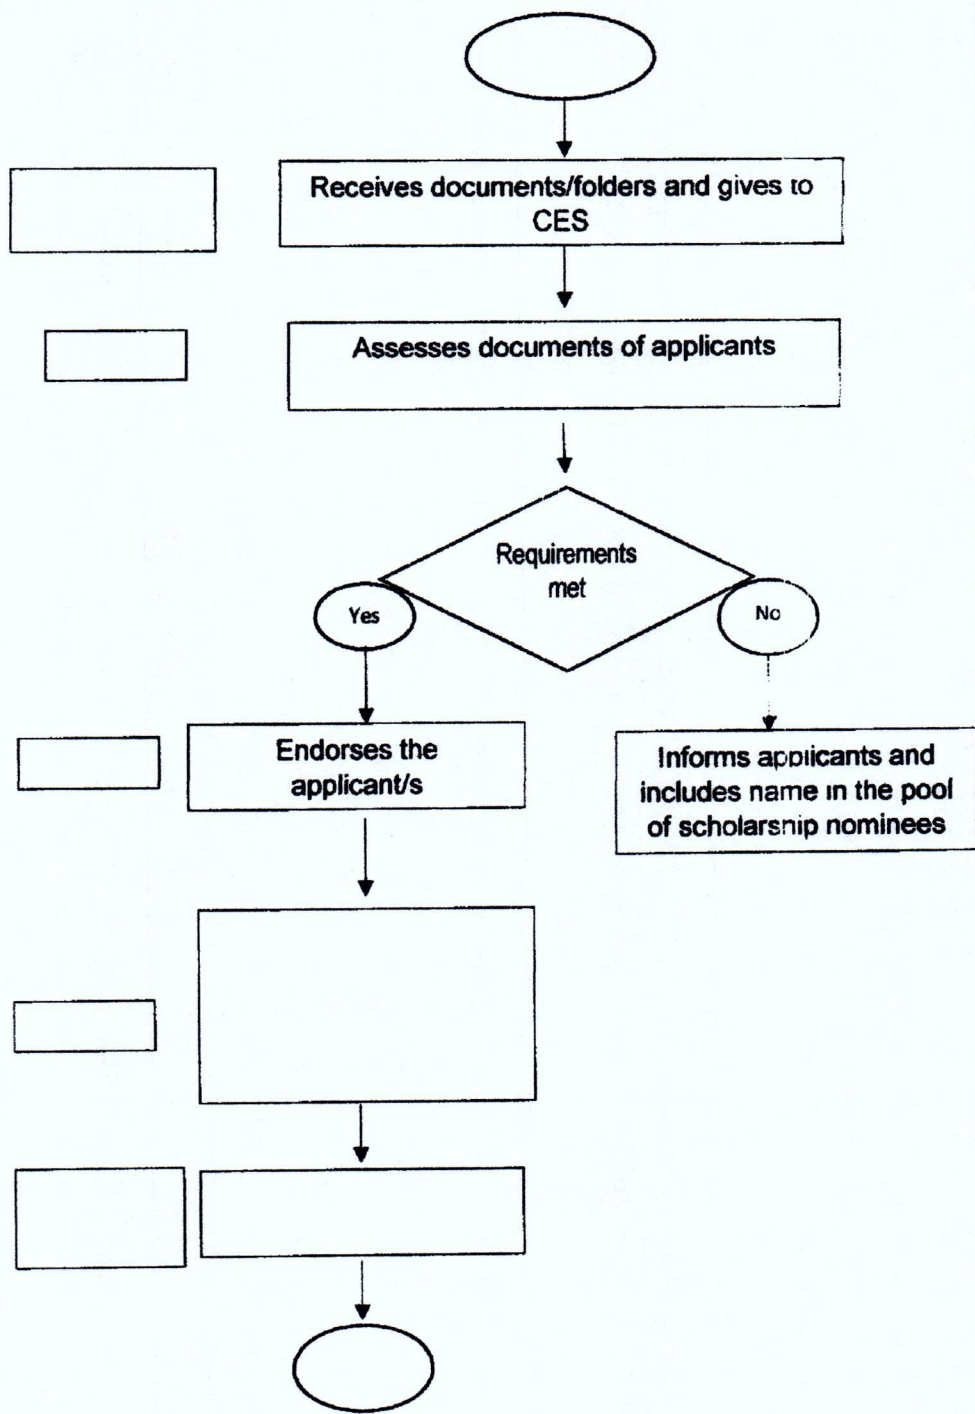 Receives documents/folders and gives to
CES
Assesses documents of applicants
Requirements
met
Yes
No
Endorses the
applicant/s
Informs applicants and
includes name in the pool
of scholarship nominees